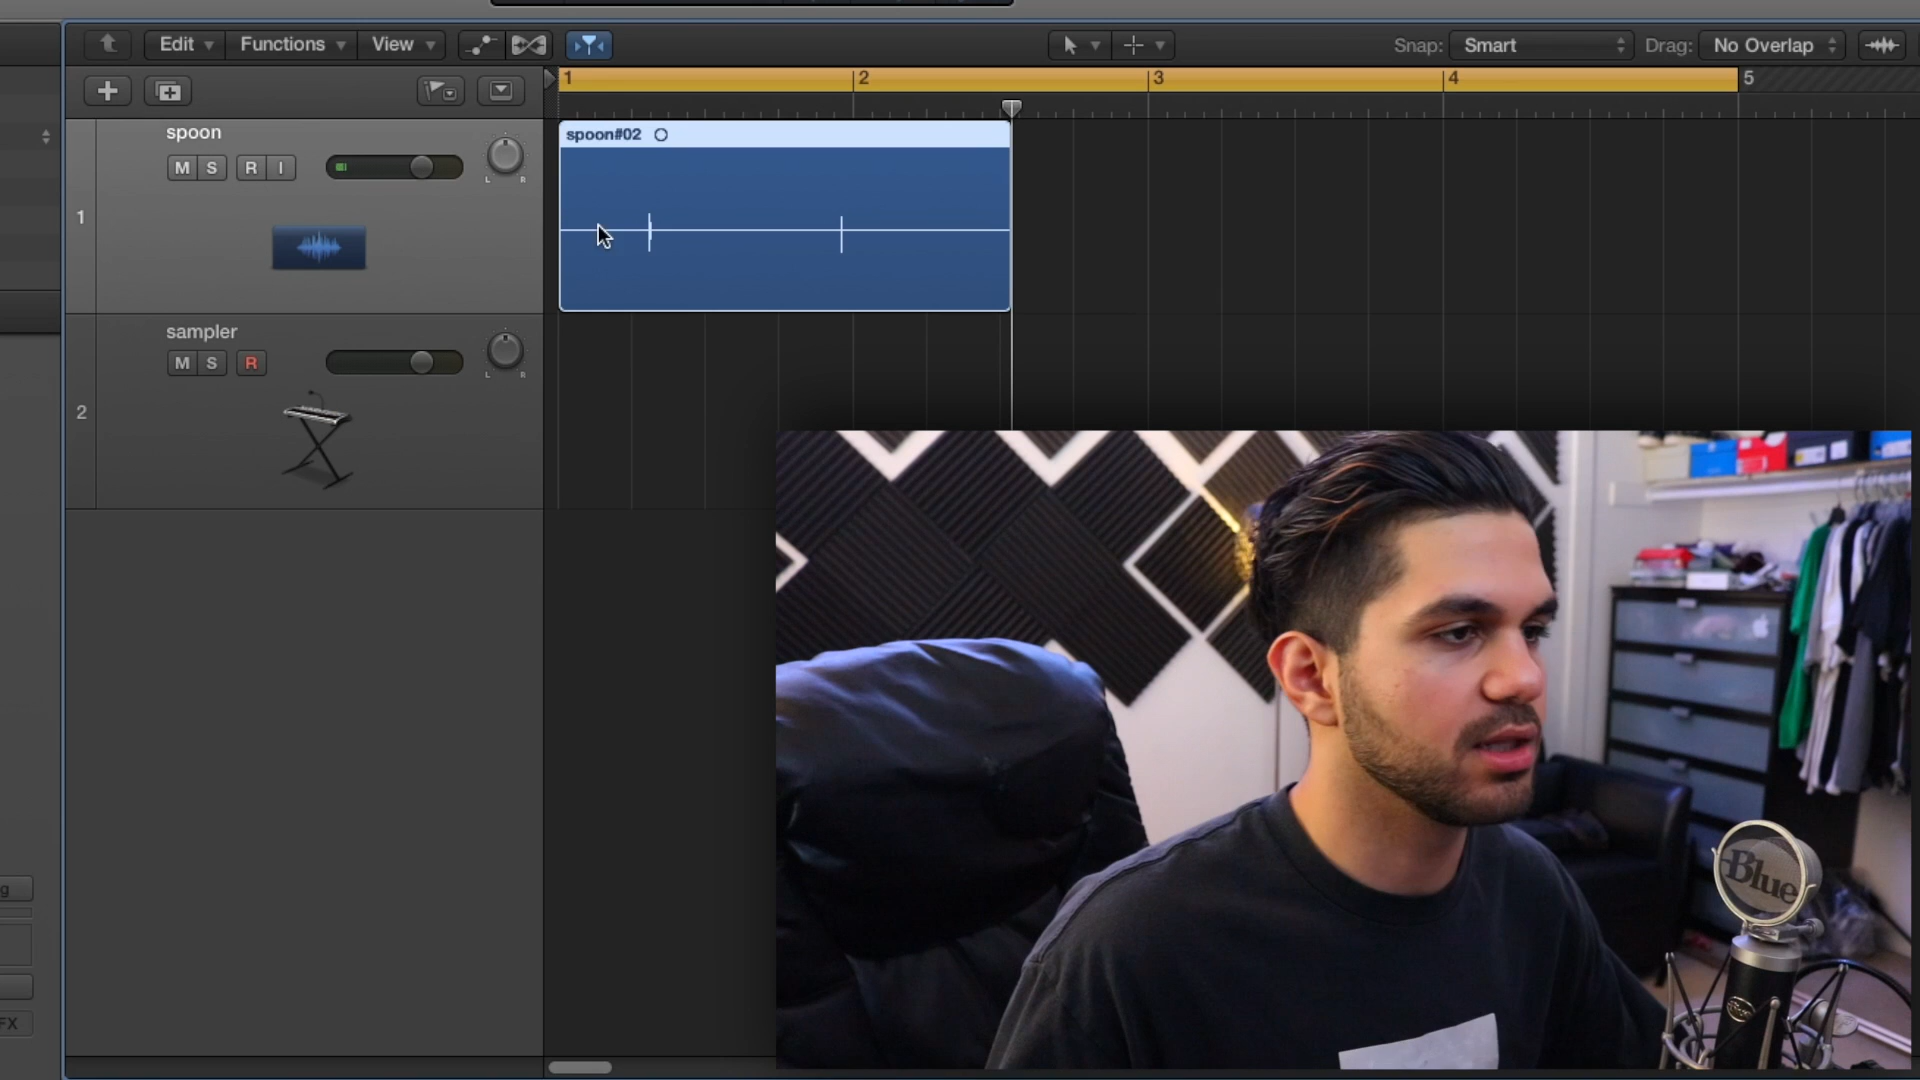 Edit Functions View Snap: Smart Drag: No Overlap
1 2 3 4 5
spoon
M S R I
L R
1
spoon#02
sampler
M S R
L R
2
g
FX
Blue